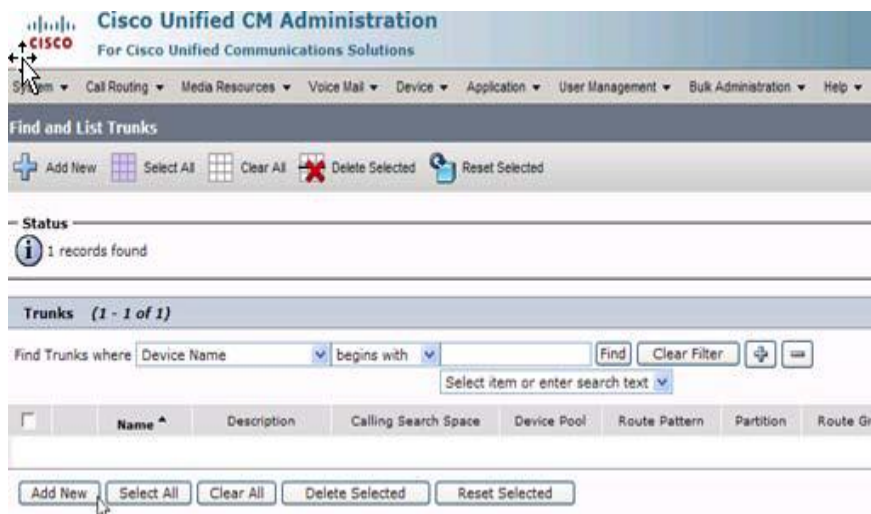 CISCO
Cisco Unified CM Administration
For Cisco Unified Communications Solutions
System Call Routing Media Resources Voice Mail Device Application User Management Bulk Administration Help
Find and List Trunks
Add New Select All Clear All Delete Selected Reset Selected
Status
i 1 records found
Trunks (1 - 1 of 1)
Find Trunks where Device Name begins with Find Clear Filter
Select item or enter search text
Name Description Calling Search Space Device Pool Route Pattern Partition Route Gr
Add New Select All Clear All Delete Selected Reset Selected